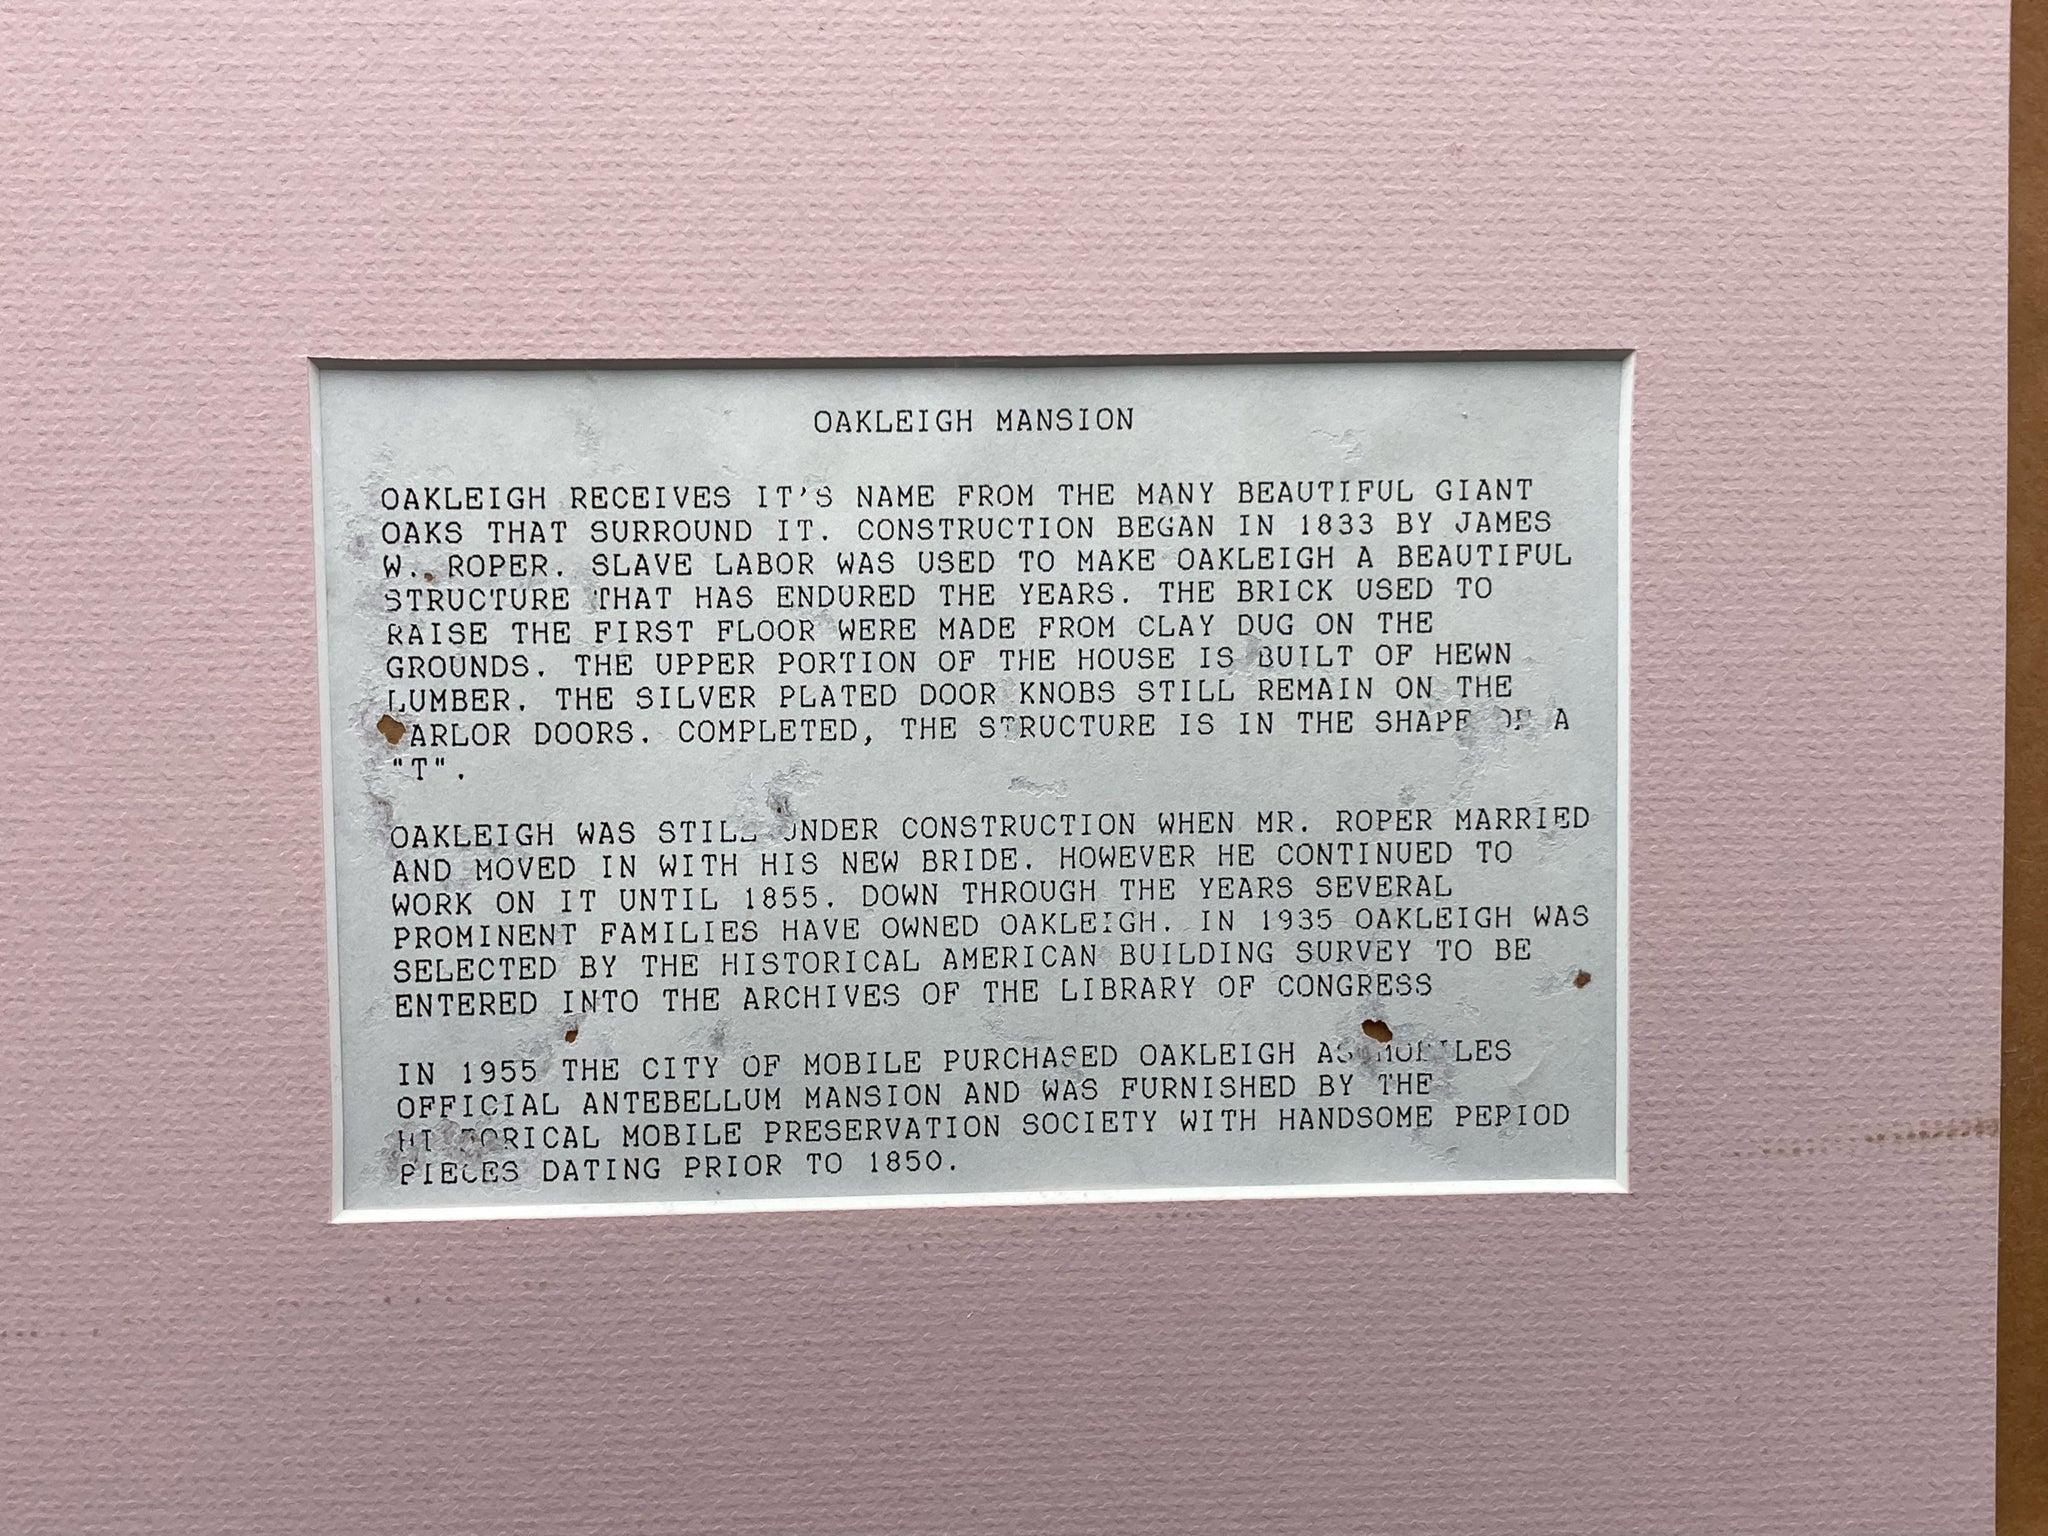 OAKLEIGH MANSION
OAKLEIGH RECEIVES IT'S NAME FROM THE MANY BEAUTIFUL GIANT
OAKS THAT SURROUND IT. CONSTRUCTION BEGAN IN 1833 BY JAMES
W. ROPER. SLAVE LABOR WAS USED TO MAKE OAKLEIGH A BEAUTIFUL
STRUCTURE THAT HAS ENDURED THE YEARS. THE BRICK USED TO
RAISE THE FIRST FLOOR WERE MADE FROM CLAY DUG ON THE
GROUNDS. THE UPPER PORTION OF THE HOUSE IS BUILT OF HEWN
LUMBER. THE SILVER PLATED DOOR KNOBS STILL REMAIN ON THE
ARLOR DOORS. COMPLETED, THE STRUCTURE IS IN THE SHAPE OF A
"T".
OAKLEIGH WAS STILL UNDER CONSTRUCTION WHEN MR. ROPER MARRIED
AND MOVED IN WITH HIS NEW BRIDE. HOWEVER HE CONTINUED TO
WORK ON IT UNTIL 1855. DOWN THROUGH THE YEARS SEVERAL
PROMINENT FAMILIES HAVE OWNED OAKLEIGH. IN 1935 OAKLEIGH WAS
SELECTED BY THE HISTORICAL AMERICAN BUILDING SURVEY TO BE
ENTERED INTO THE ARCHIVES OF THE LIBRARY OF CONGRESS
IN 1955 THE CITY OF MOBILE PURCHASED OAKLEIGH AS MOBILES
OFFICIAL ANTEBELLUM MANSION AND WAS FURNISHED BY THE
HISTORICAL MOBILE PRESERVATION SOCIETY WITH HANDSOME PEPIOD
PIECES DATING PRIOR TO 1850.